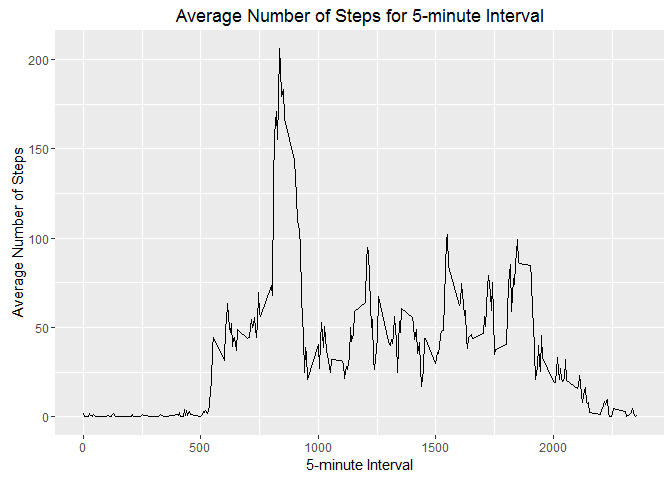 Average Number of Steps for 5-minute Interval
Average Number of Steps
200
150
100
50
0
0 500 1000 1500 2000
5-minute Interval